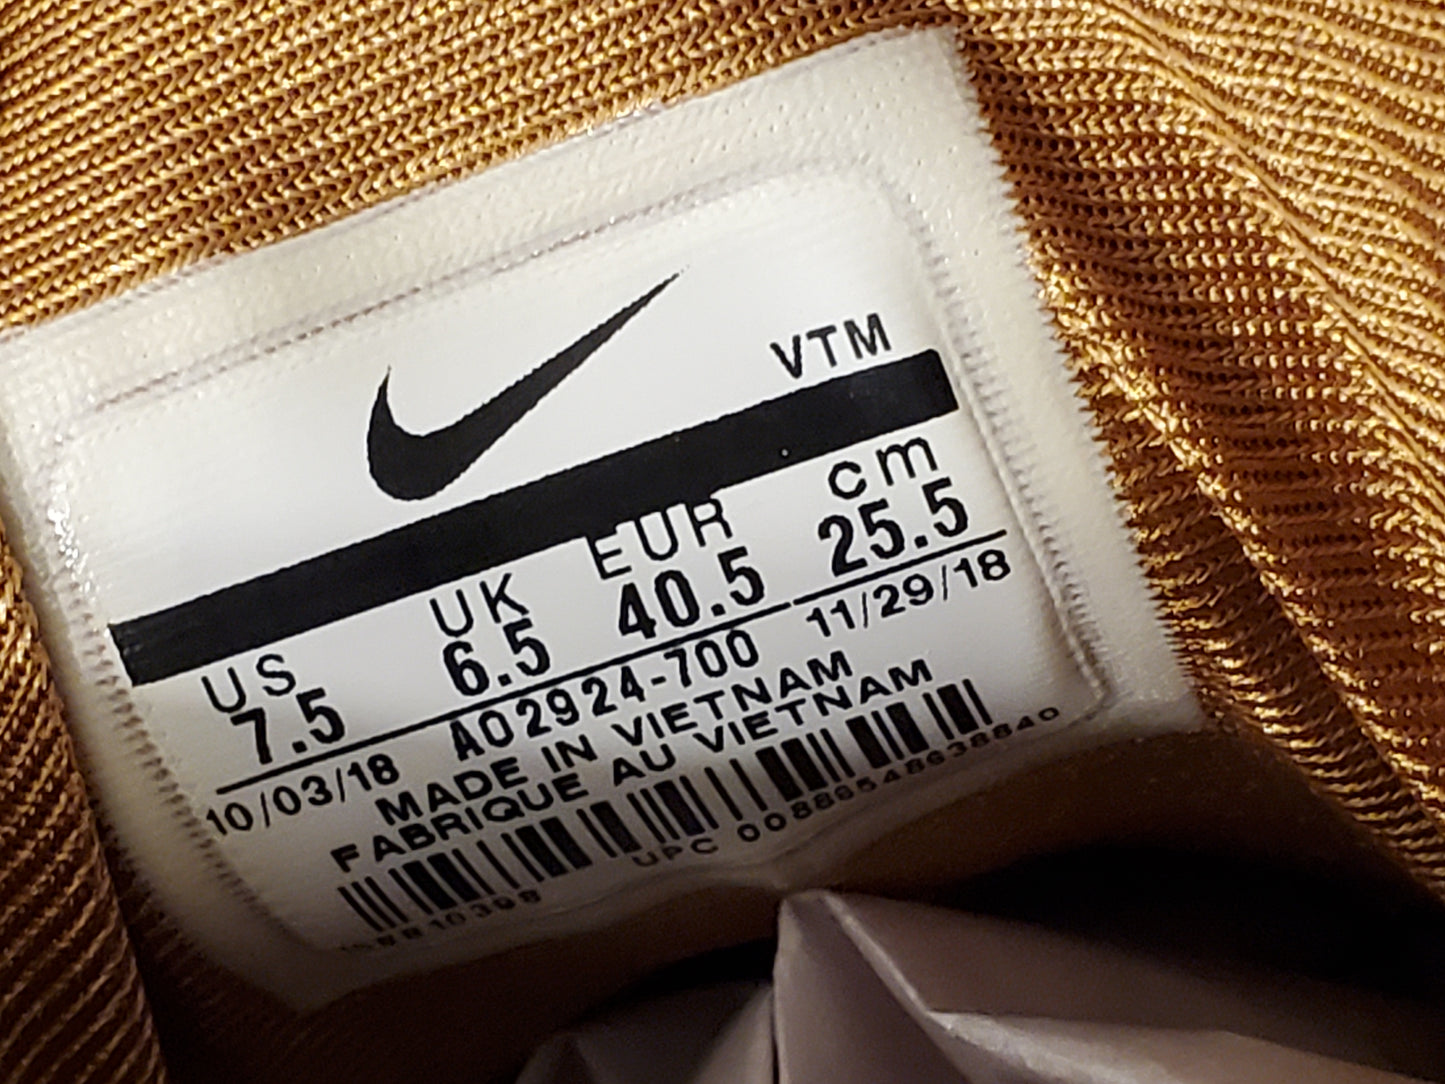 VTM
US UK EUR cm
7.5 6.5 40.5 25.5
10/03/18 AO2924-700 11/29/18
MADE IN VIETNAM
FABRIQUE AU VIETNAM
UPC 00886548638840